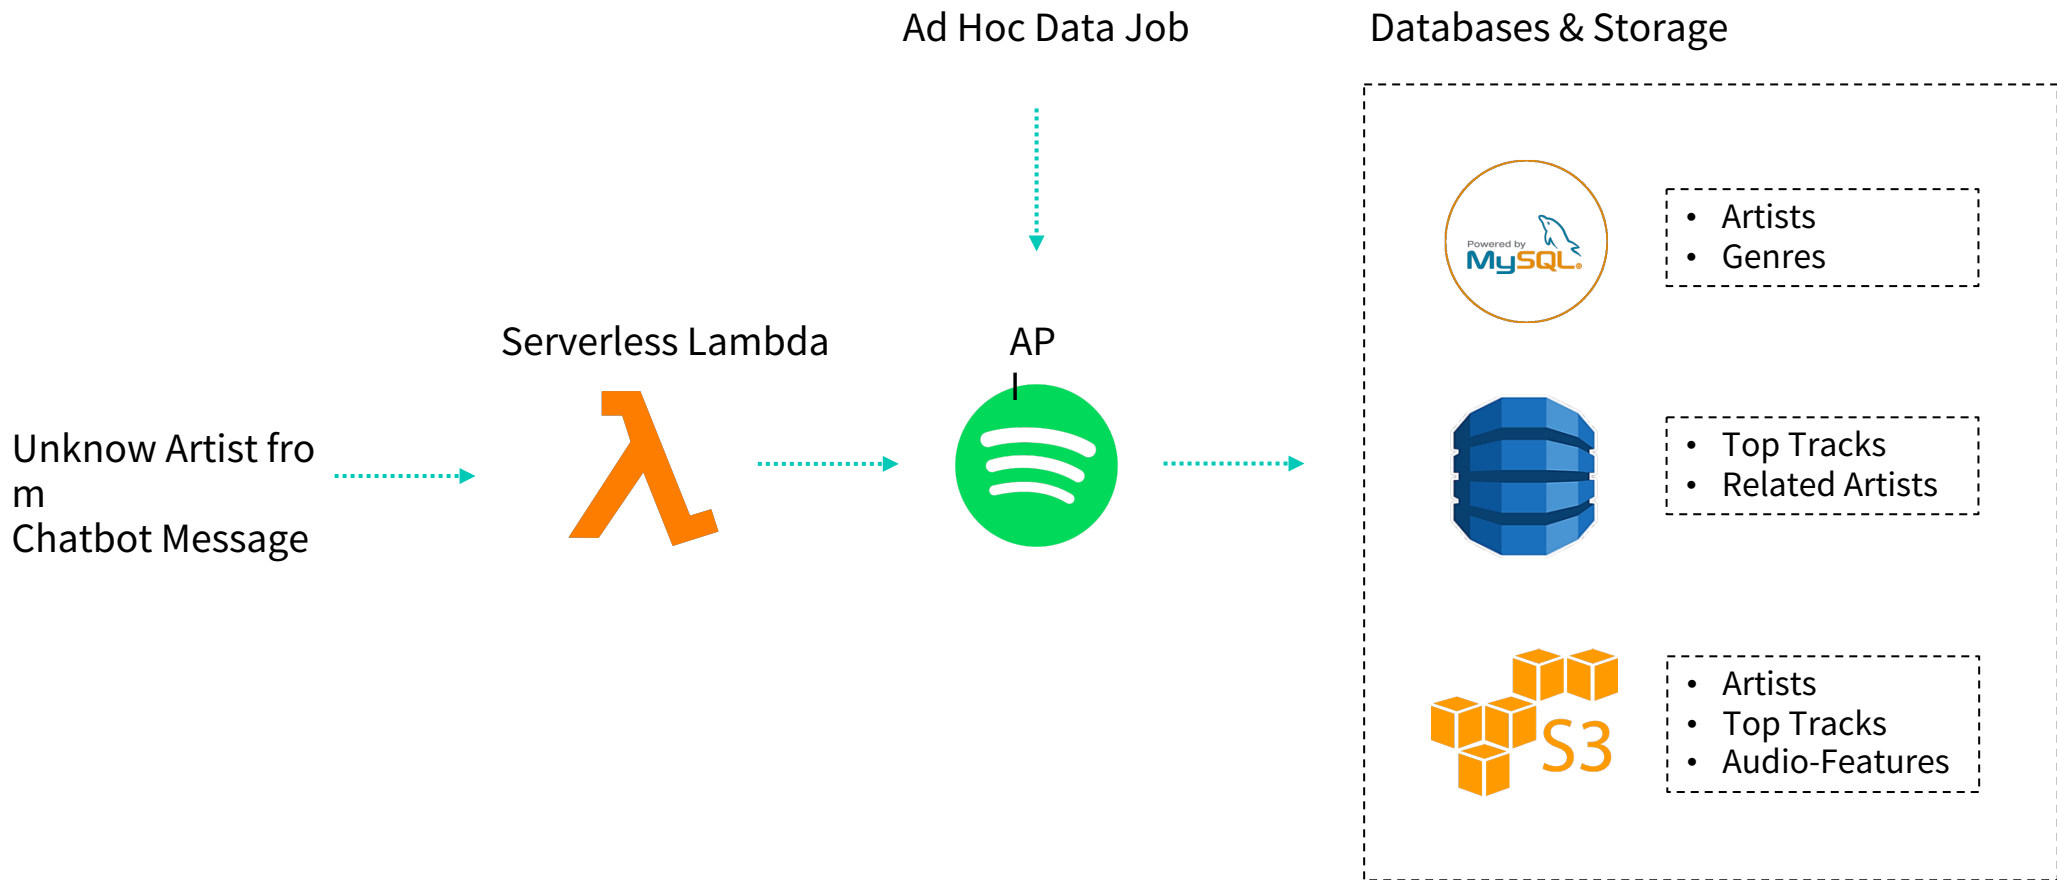 Ad Hoc Data Job
Databases & Storage
Powered by
MySQL®
• Artists
• Genres
Serverless Lambda
AP
I
Unknow Artist fro
m
Chatbot Message
• Top Tracks
• Related Artists
S3
• Artists
• Top Tracks
• Audio-Features